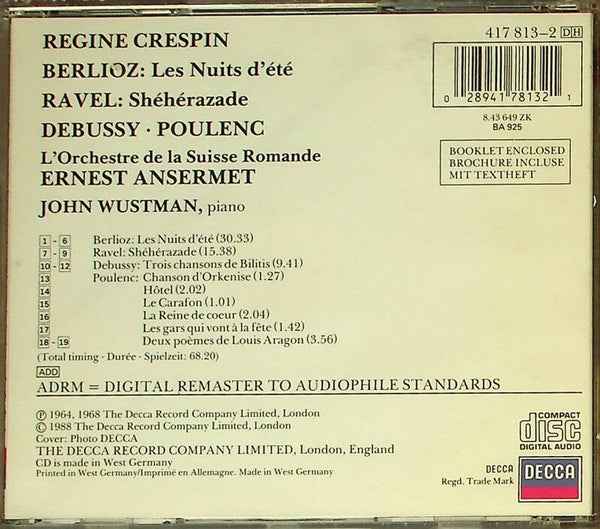 REGINE CRESPIN
BERLIOZ: Les Nuits d'été
RAVEL: Shéhérazade
DEBUSSY · POULENC
L'Orchestre de la Suisse Romande
ERNEST ANSERMET
JOHN WUSTMAN, piano
417 813-2 DH
0 28941 78132 1
8.43 649 ZK
BA 925
BOOKLET ENCLOSED
BROCHURE INCLUSE
MIT TEXTHEFT
1 - 6 Berlioz: Les Nuits d'été (30.33)
7 - 9 Ravel: Shéhérazade (15.38)
10 - 12 Debussy: Trois chansons de Bilitis (9.41)
13 Poulenc: Chanson d'Orkenise (1.27)
14 Hôtel (2.02)
15 Le Carafon (1.01)
16 La Reine de coeur (2.04)
17 Les gars qui vont à la fête (1.42)
18 - 19 Deux poèmes de Louis Aragon (3.56)
(Total timing · Durée · Spielzeit: 68.20)
ADD
ADRM = DIGITAL REMASTER TO AUDIOPHILE STANDARDS
Ⓟ 1964, 1968 The Decca Record Company Limited, London
© 1988 The Decca Record Company Limited, London
Cover: Photo DECCA
THE DECCA RECORD COMPANY LIMITED, London, England
CD is made in West Germany
Printed in West Germany/Imprimé en Allemagne. Made in West Germany
COMPACT
disc
DIGITAL AUDIO
DECCA
Regd. Trade Mark
DECCA